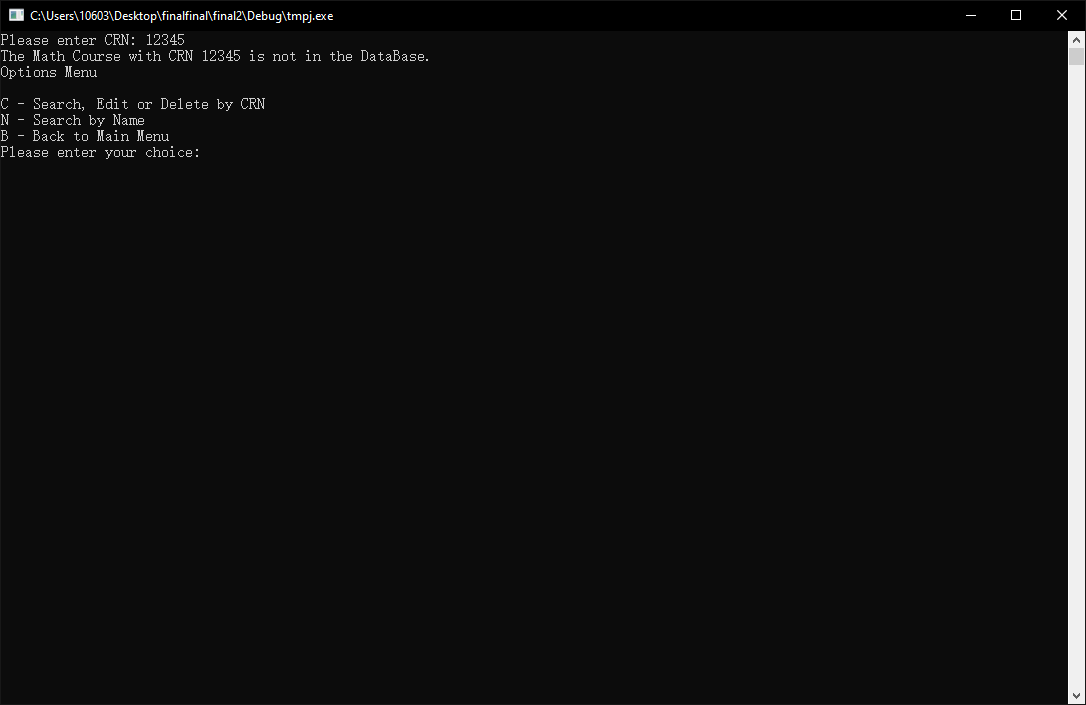 C:\Users\10603\Desktop\finalfinal\final2\Debug\tmpj.exe
Please enter CRN: 12345
The Math Course with CRN 12345 is not in the DataBase.
Options Menu
C - Search, Edit or Delete by CRN
N - Search by Name
B - Back to Main Menu
Please enter your choice: